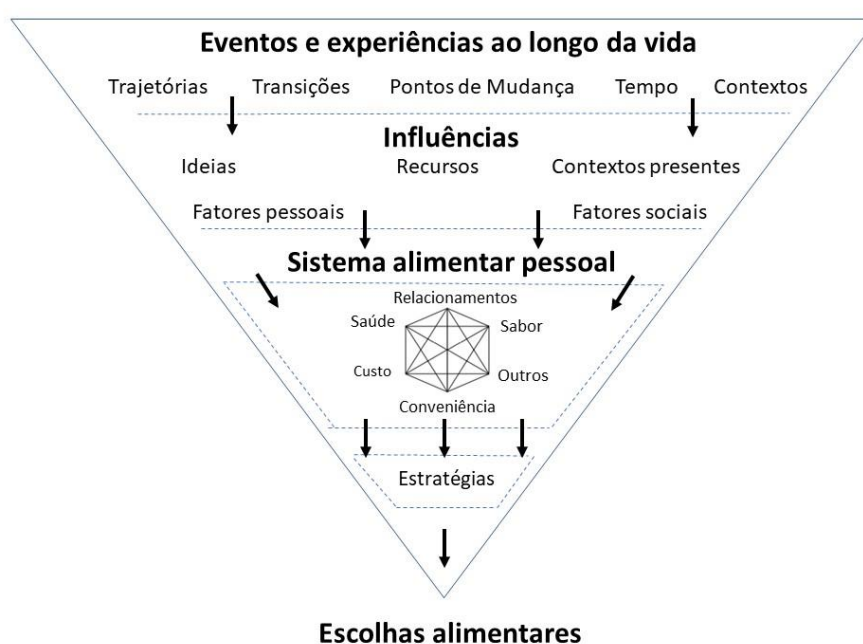 Eventos e experiências ao longo da vida
Trajetórias Transições Pontos de Mudança Tempo Contextos
Influências
Ideias Recursos Contextos presentes
Fatores pessoais Fatores sociais
Sistema alimentar pessoal
Relacionamentos
Saúde Sabor
Custo Outros
Conveniência
Estratégias
Escolhas alimentares